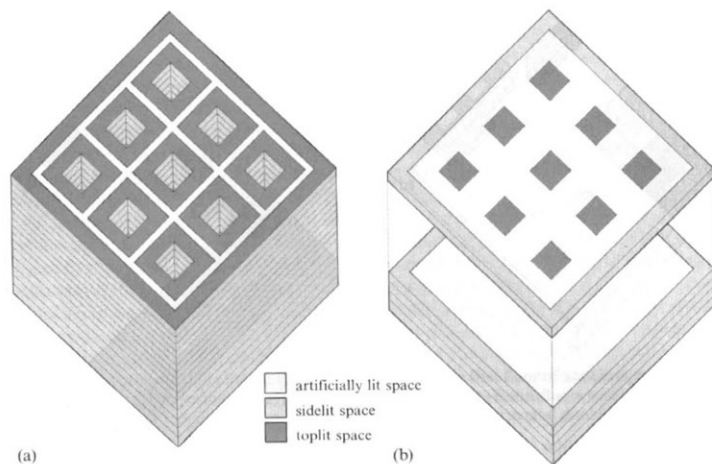 artificially lit space
sidelit space
toplit space
(a)
(b)